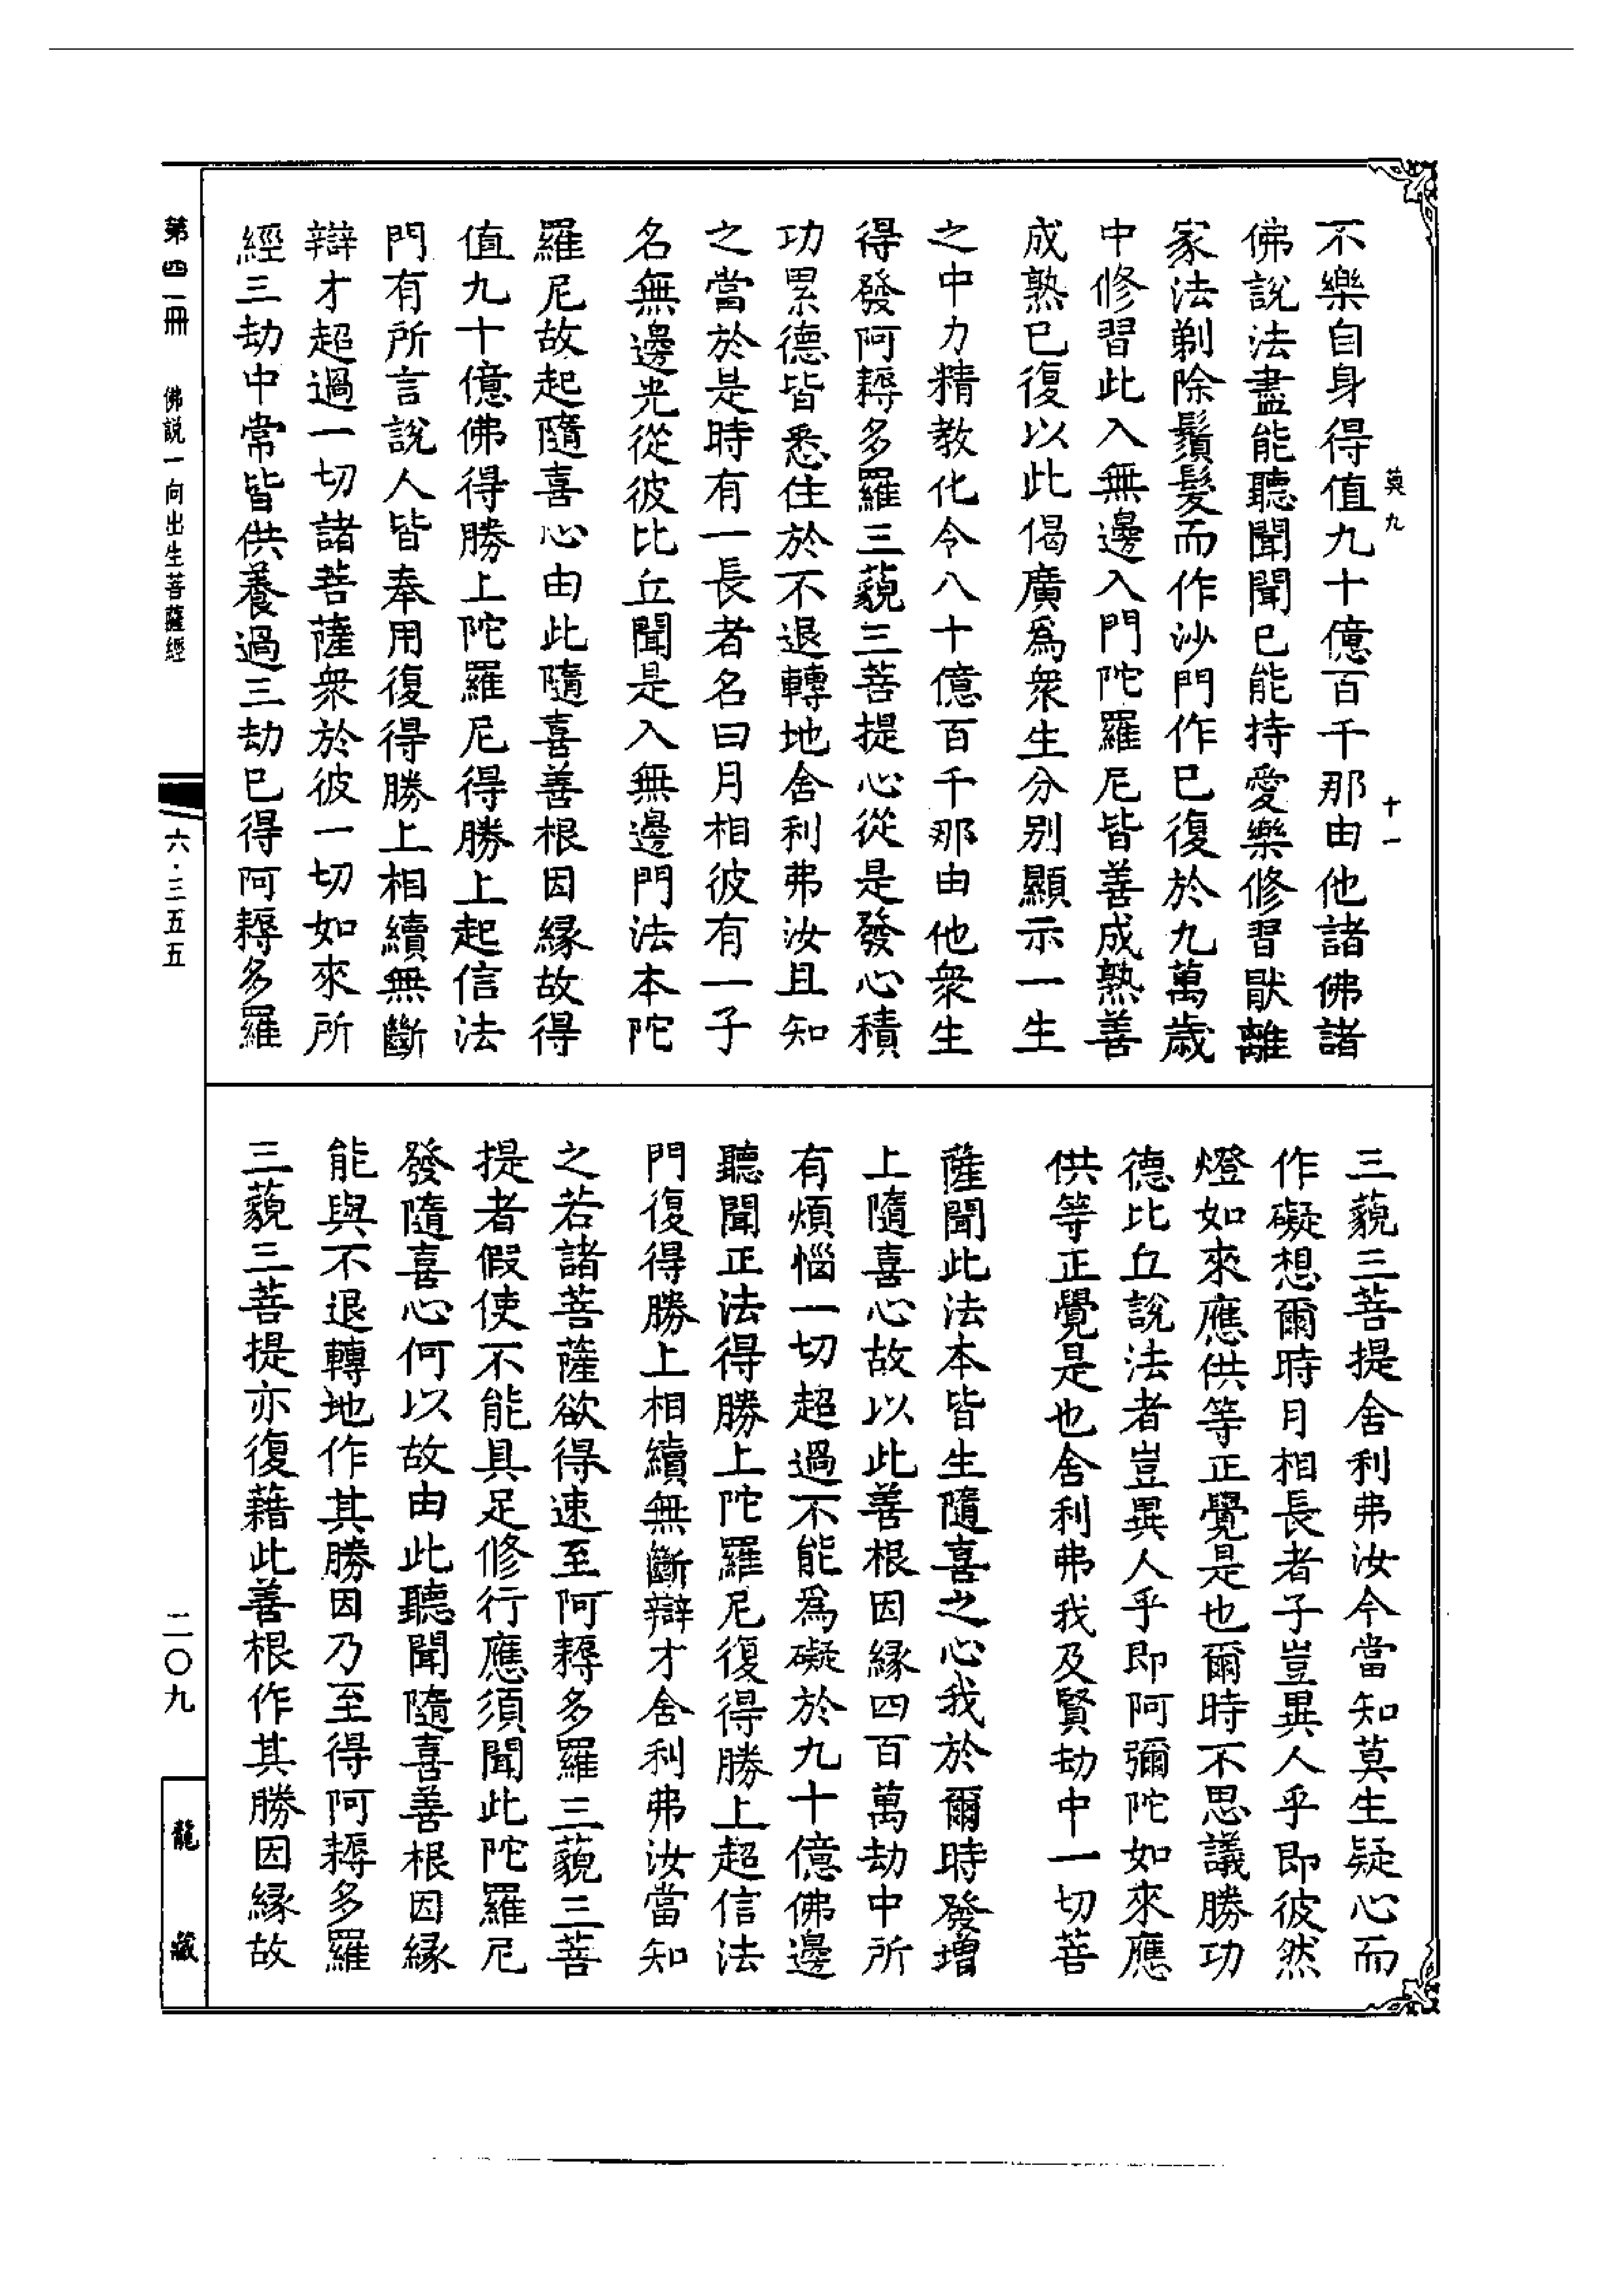 不樂自身得值九十億百千那由他諸佛諸
佛說法盡能聽聞聞已能持愛樂修習厭離
家法剃除鬚髮而作沙門作已復於九萬歲
中修習此入無邊入門陀羅尼皆善成熟善
成熟已復以此偈廣為眾生分別顯示一生
之中力精教化令八十億百千那由他眾生
得發阿耨多羅三藐三菩提心從是發心積
功累德皆悉住於不退轉地舍利弗汝且知
之當於是時有一長者名曰月相彼有一子
名無邊光從彼比丘聞是入無邊門法本陀
羅尼故起隨喜心由此隨喜善根因緣故得
值九十億佛得勝上陀羅尼得勝上起信法
門有所言說人皆奉用復得勝上相續無斷
辯才超過一切諸菩薩眾於彼一切如來所
經三劫中常皆供養過三劫已得阿耨多羅
三藐三菩提舍利弗汝今當知莫生疑心而
作礙想爾時月相長者子豈異人乎即彼然
燈如來應供等正覺是也爾時不思議勝功
德比丘說法者豈異人乎即阿彌陀如來應
供等正覺是也舍利弗我及賢劫中一切菩
薩聞此法本皆生隨喜之心我於爾時發增
上隨喜心故以此善根因緣四百萬劫中所
有煩惱一切超過不能為礙於九十億佛邊
聽聞正法得勝上陀羅尼復得勝上超信法
門復得勝上相續無斷辯才舍利弗汝當知
之若諸菩薩欲得速至阿耨多羅三藐三菩
提者假使不能具足修行應須聞此陀羅尼
發隨喜心何以故由此聽聞隨喜善根因緣
能與不退轉地作其勝因乃至得阿耨多羅
三藐三菩提亦復藉此善根作其勝因緣故
莫九
十一
第四一冊 佛說一向出生菩薩經
六·三五五
二〇九
龍藏